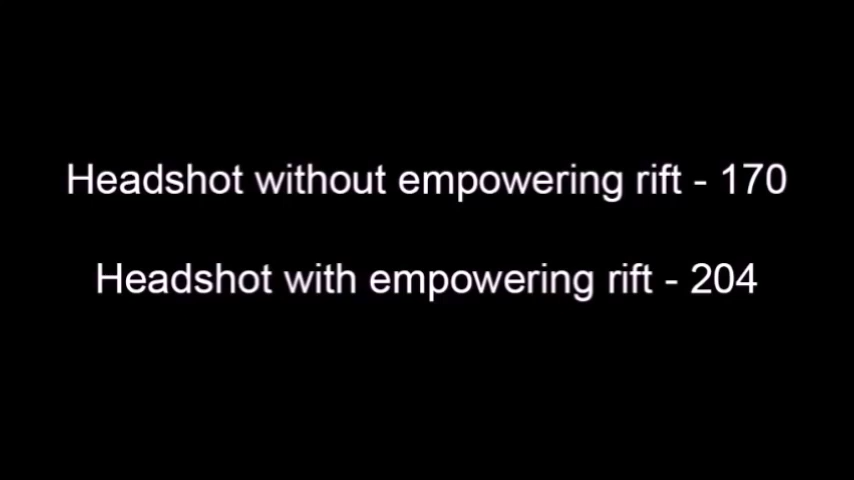 Headshot without empowering rift - 170
Headshot with empowering rift - 204